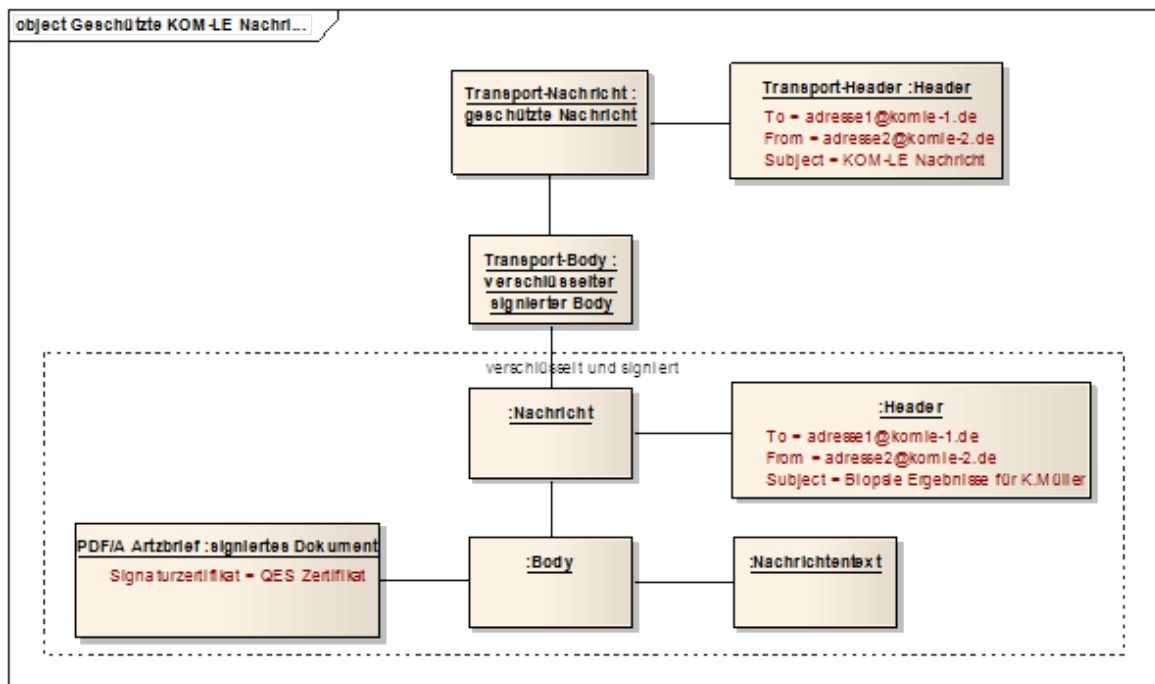 object Geschützte KOM-LE Nachri...
Transport-Nachricht :
geschützte Nachricht
Transport-Header :Header
To = adresse1@komle-1.de
From = adresse2@komle-2.de
Subject = KOM-LE Nachricht
Transport-Body :
verschlüsselter
signierter Body
verschlüsselt und signiert
:Nachricht
:Header
To = adresse1@komle-1.de
From = adresse2@komle-2.de
Subject = Biopsie Ergebnisse für K.Müller
PDF/A Artzbrief :signiertes Dokument
Signaturzertifikat = QES Zertifikat
:Body
:Nachrichtentext